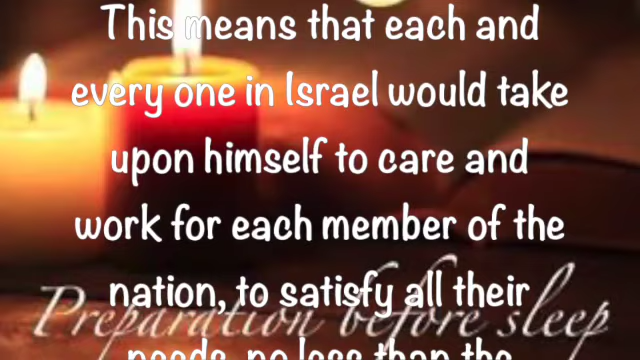 This means that each and
every one in Israel would take
upon himself to care and
work for each member of the
nation, to satisfy all their
Preparation before sleep
needs, no less than the